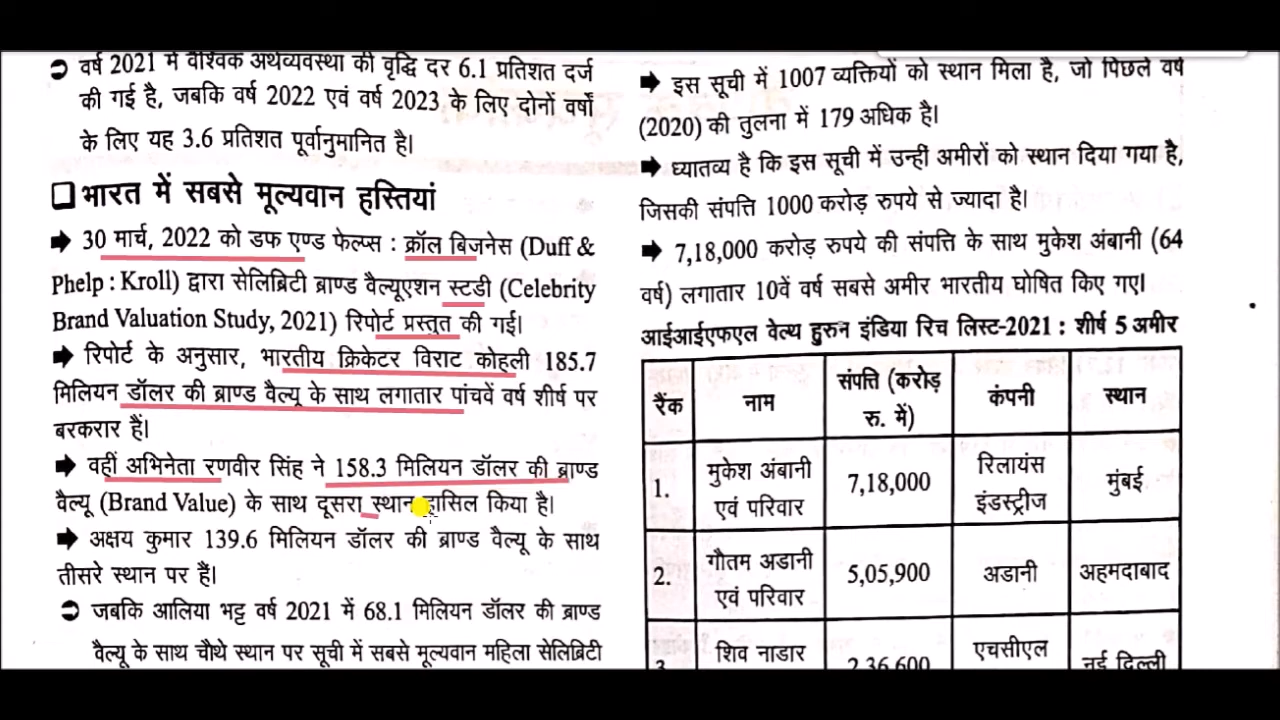 वर्ष 2021 में वैश्विक अर्थव्यवस्था की वृद्धि दर 6.1 प्रतिशत दर्ज
की गई है, जबकि वर्ष 2022 एवं वर्ष 2023 के लिए दोनों वर्षों
के लिए यह 3.6 प्रतिशत पूर्वानुमानित है।
❑ भारत में सबसे मूल्यवान हस्तियां
➡ 30 मार्च, 2022 को डफ एण्ड फेल्प्स : क्रॉल बिजनेस (Duff &
Phelp : Kroll) द्वारा सेलिब्रिटी ब्राण्ड वैल्यूएशन स्टडी (Celebrity
Brand Valuation Study, 2021) रिपोर्ट प्रस्तुत की गई।
➡ रिपोर्ट के अनुसार, भारतीय क्रिकेटर विराट कोहली 185.7
मिलियन डॉलर की ब्राण्ड वैल्यू के साथ लगातार पांचवें वर्ष शीर्ष पर
बरकरार हैं।
➡ वहीं अभिनेता रणवीर सिंह ने 158.3 मिलियन डॉलर की ब्राण्ड
वैल्यू (Brand Value) के साथ दूसरा स्थान हासिल किया है।
➡ अक्षय कुमार 139.6 मिलियन डॉलर की ब्राण्ड वैल्यू के साथ
तीसरे स्थान पर हैं।
➲ जबकि आलिया भट्ट वर्ष 2021 में 68.1 मिलियन डॉलर की ब्राण्ड
वैल्यू के साथ चौथे स्थान पर सूची में सबसे मूल्यवान महिला सेलिब्रिटी
➡ इस सूची में 1007 व्यक्तियों को स्थान मिला है, जो पिछले वर्ष
(2020) की तुलना में 179 अधिक है।
➡ ध्यातव्य है कि इस सूची में उन्हीं अमीरों को स्थान दिया गया है,
जिसकी संपत्ति 1000 करोड़ रुपये से ज्यादा है।
➡ 7,18,000 करोड़ रुपये की संपत्ति के साथ मुकेश अंबानी (64
वर्ष) लगातार 10वें वर्ष सबसे अमीर भारतीय घोषित किए गए।
आईआईएफएल वेल्थ हुरुन इंडिया रिच लिस्ट-2021 : शीर्ष 5 अमीर
रैंक नाम संपत्ति (करोड़ रु. में) कंपनी स्थान
1. मुकेश अंबानी एवं परिवार 7,18,000 रिलायंस इंडस्ट्रीज मुंबई
2. गौतम अडानी एवं परिवार 5,05,900 अडानी अहमदाबाद
3. शिव नाडार 2,36,600 एचसीएल नई दिल्ली